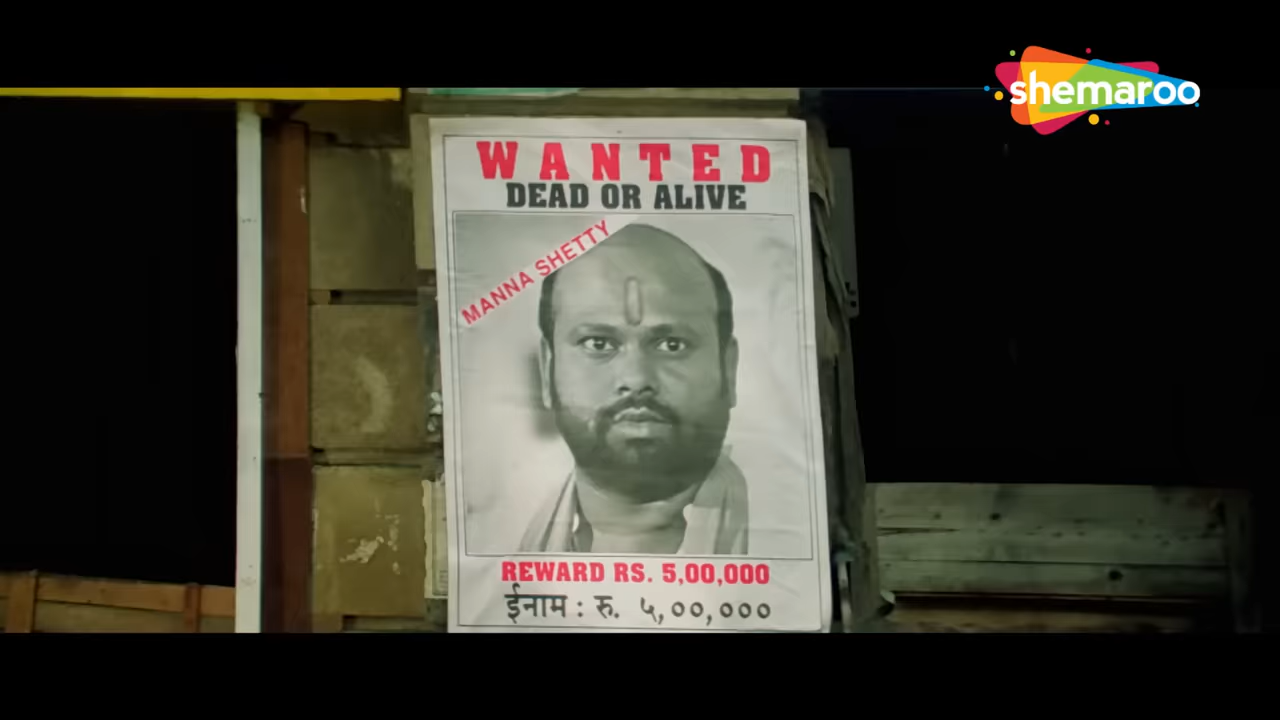 shemaroo
WANTED
DEAD OR ALIVE
MANNA SHETTY
REWARD RS. 5,00,000
ईनाम : रु. ५,००,०००